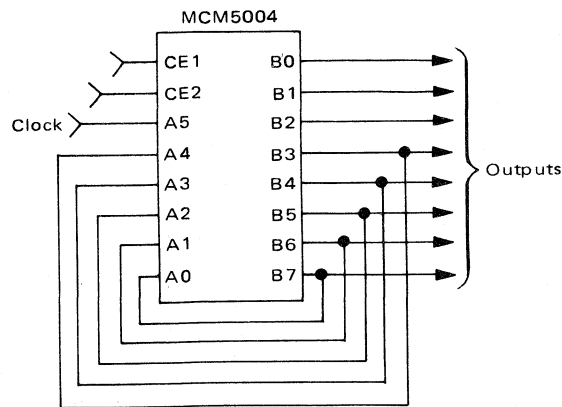 MCM5004
CE1 B0
CE2 B1
Clock A5 B2
A4 B3
A3 B4 Outputs
A2 B5
A1 B6
A0 B7